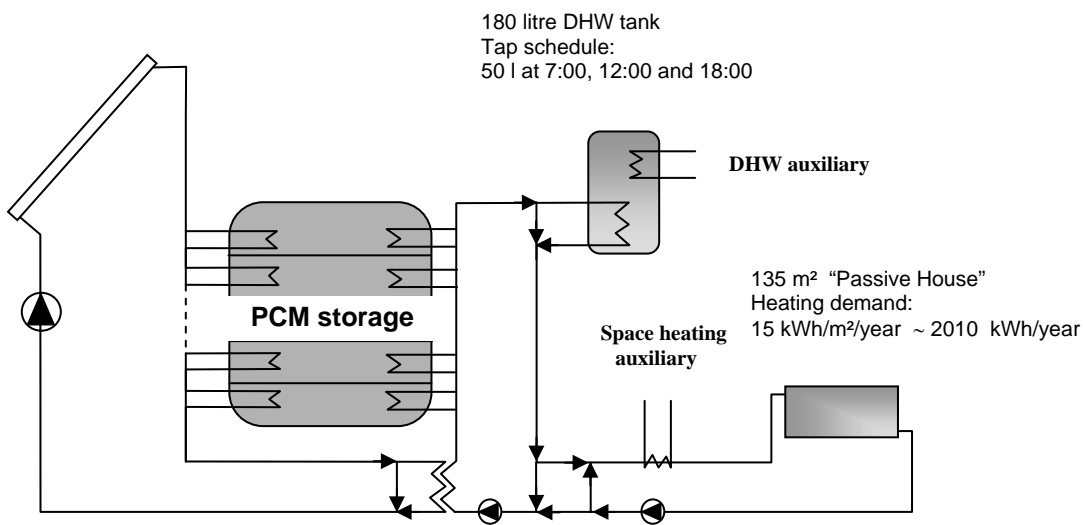 180 litre DHW tank
Tap schedule:
50 l at 7:00, 12:00 and 18:00
DHW auxiliary
PCM storage
135 m² “Passive House”
Heating demand:
15 kWh/m²/year ~ 2010 kWh/year
Space heating
auxiliary